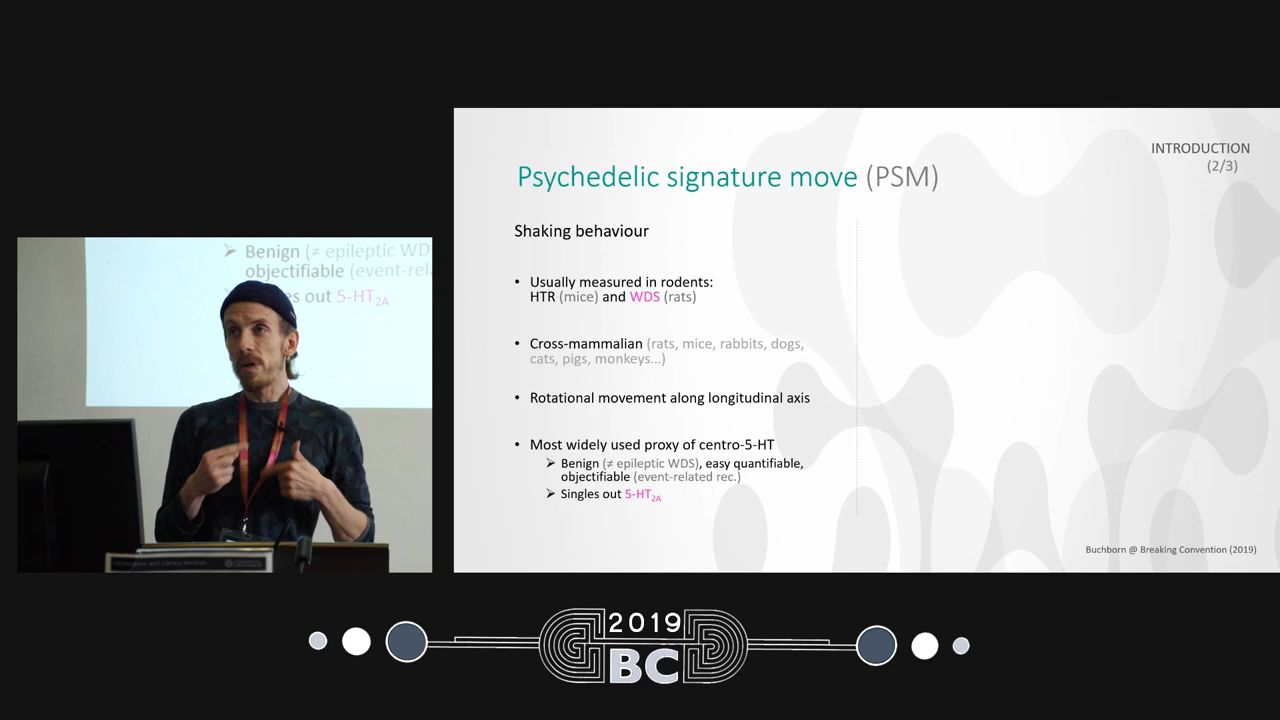 Benign (≠ epileptic WD
objectifiable (event-rel
es out 5-HT2A
INTRODUCTION
(2/3)
Psychedelic signature move (PSM)
Shaking behaviour
• Usually measured in rodents:
HTR (mice) and WDS (rats)
• Cross-mammalian (rats, mice, rabbits, dogs,
cats, pigs, monkeys...)
• Rotational movement along longitudinal axis
• Most widely used proxy of centro-5-HT
➢ Benign (≠ epileptic WDS), easy quantifiable,
objectifiable (event-related rec.)
➢ Singles out 5-HT2A
Buchborn @ Breaking Convention (2019)
2019
BC